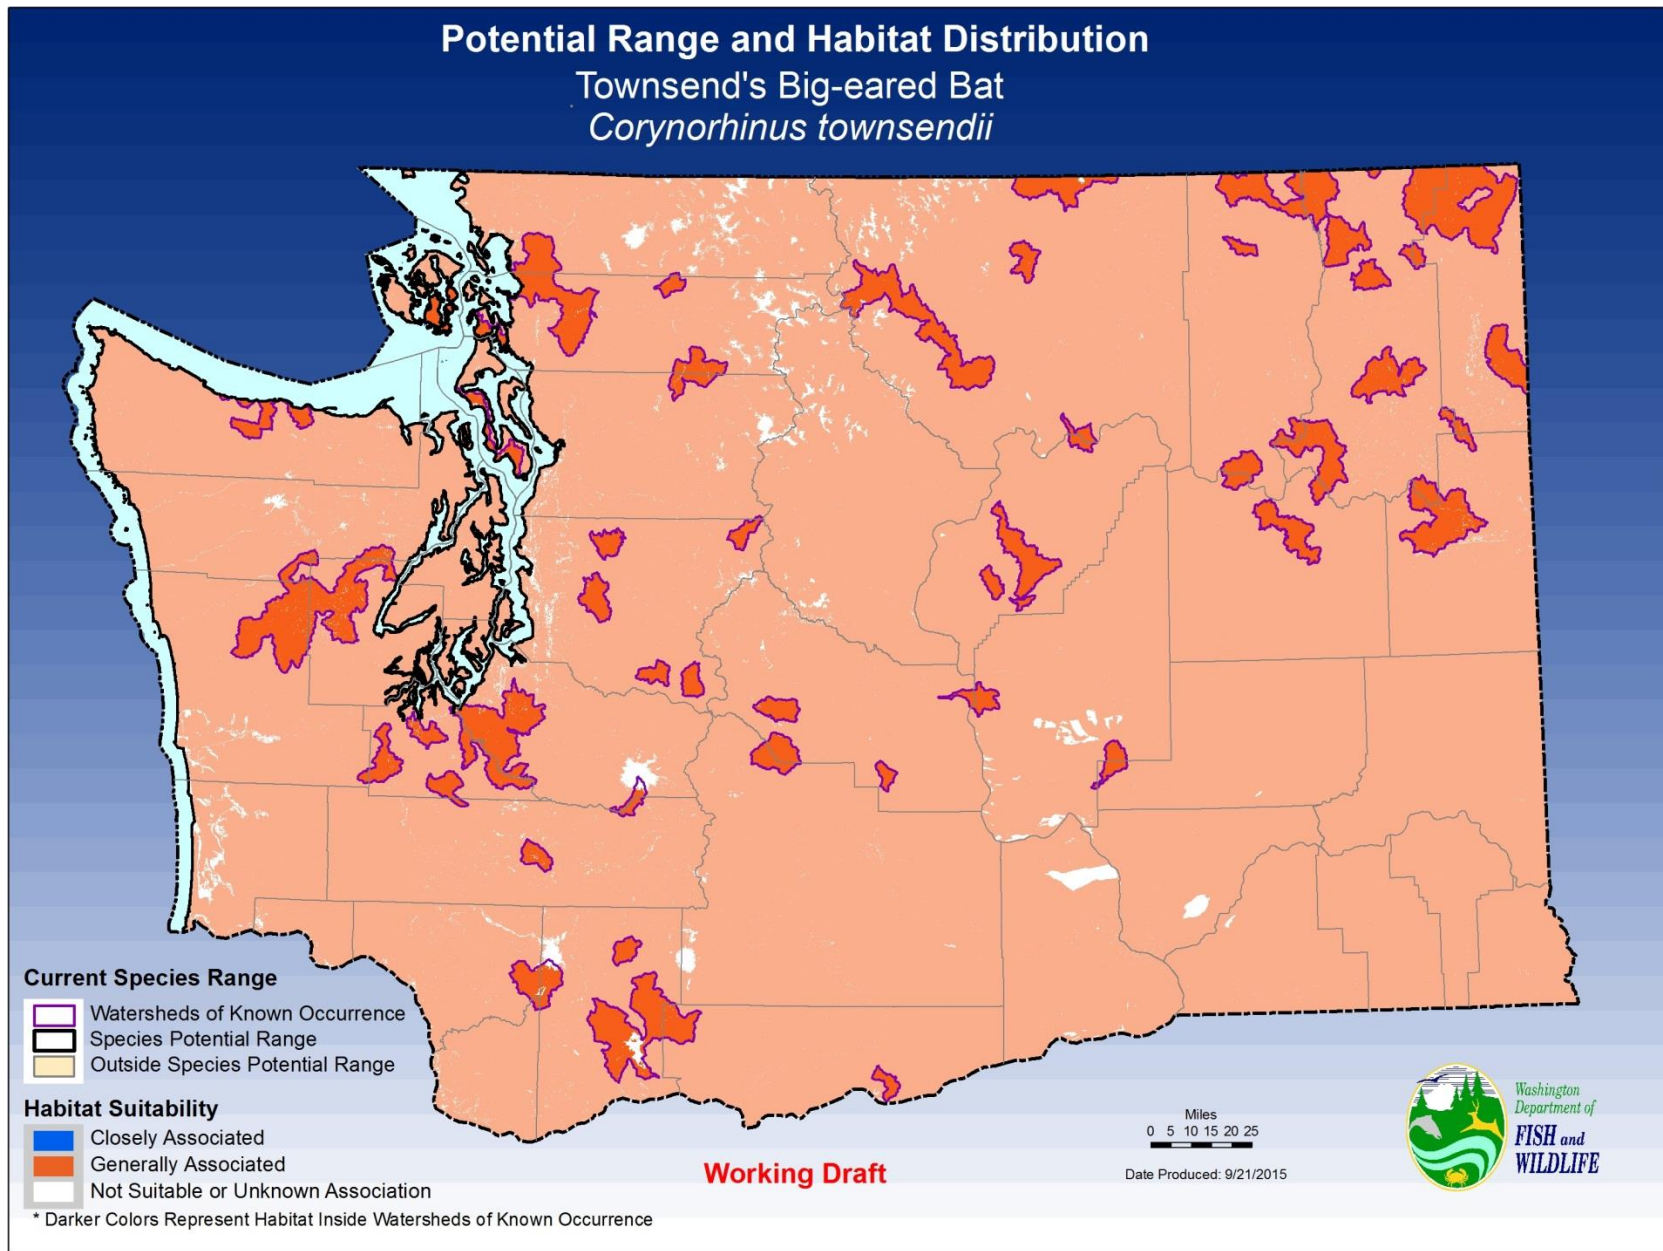 Potential Range and Habitat Distribution
Townsend's Big-eared Bat
Corynorhinus townsendii
Current Species Range
Watersheds of Known Occurrence
Species Potential Range
Outside Species Potential Range
Habitat Suitability
Closely Associated
Generally Associated
Not Suitable or Unknown Association
* Darker Colors Represent Habitat Inside Watersheds of Known Occurrence
Working Draft
Miles
0 5 10 15 20 25
Date Produced: 9/21/2015
Washington
Department of
FISH and
WILDLIFE